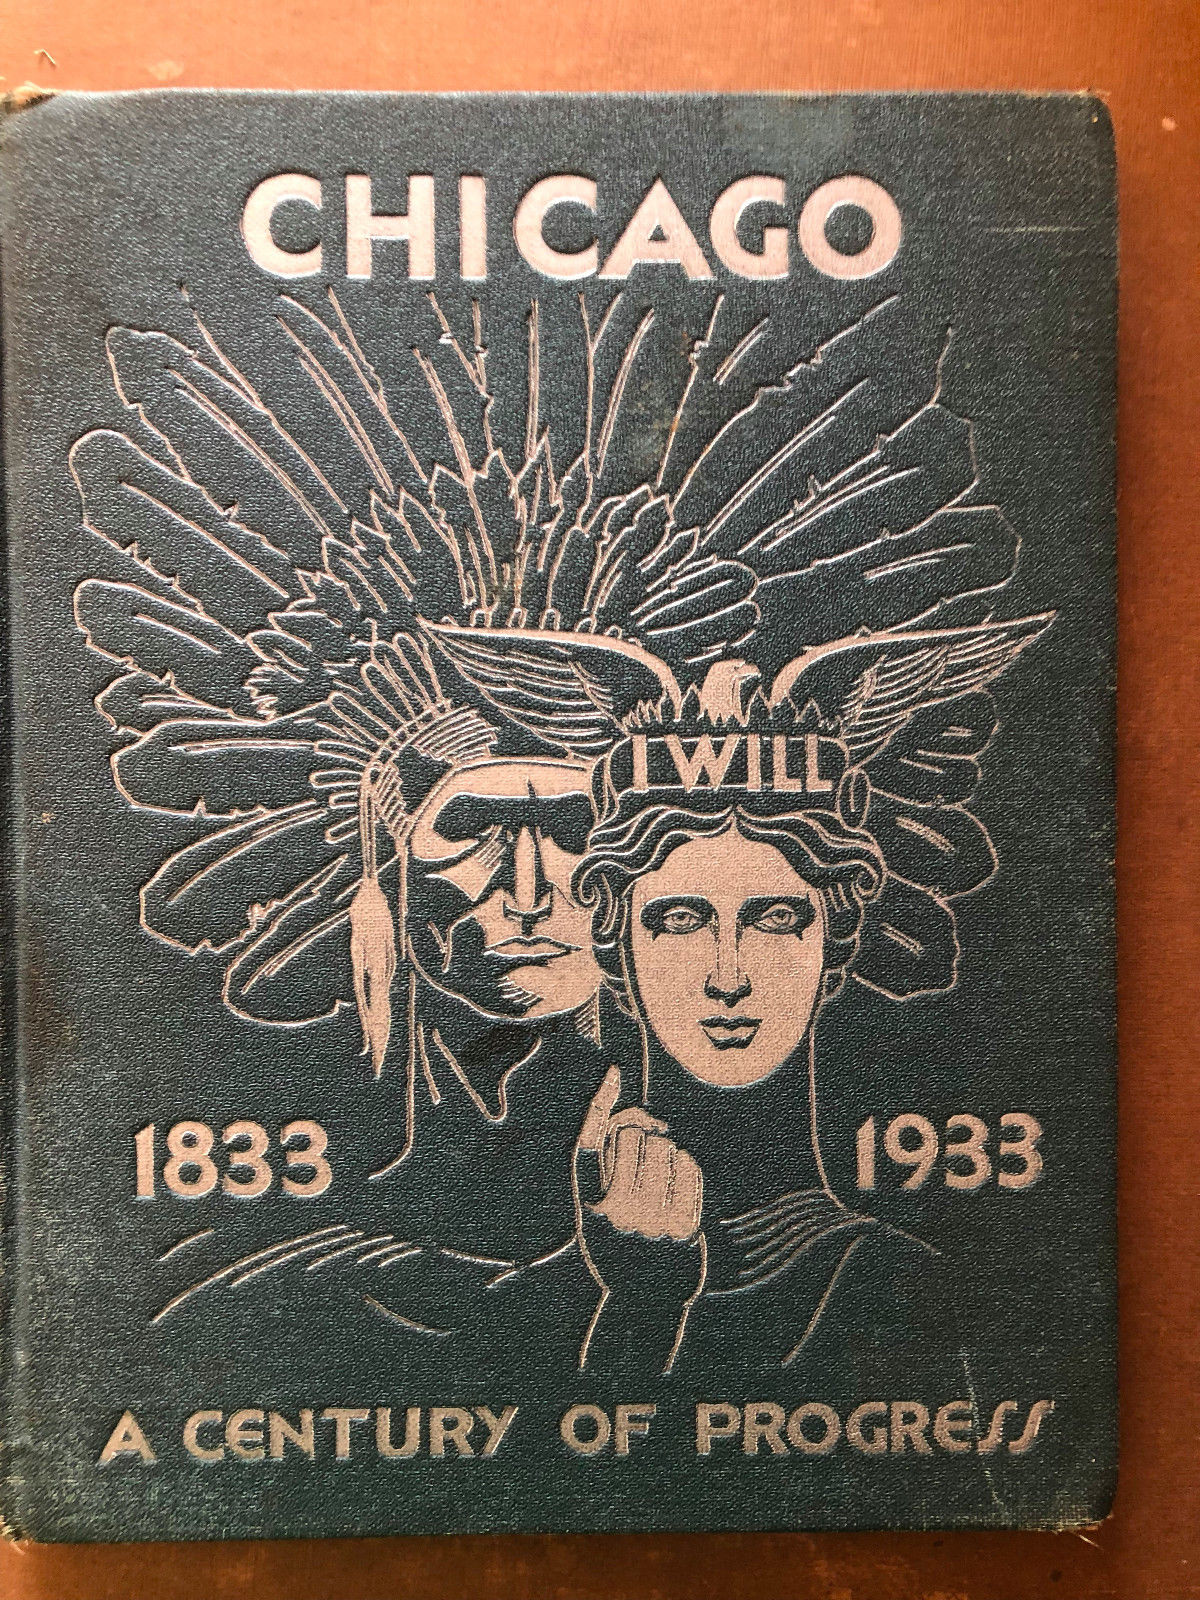 CHICAGO
I WILL
1833 1933
A CENTURY OF PROGRESS